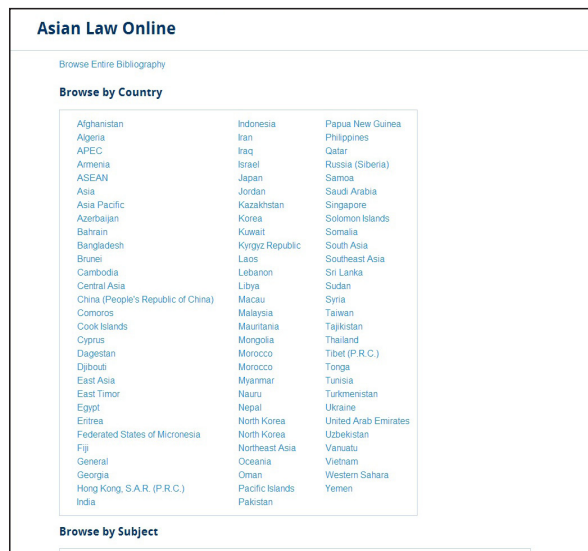 Asian Law Online
Browse Entire Bibliography
Browse by Country
Afghanistan
Algeria
APEC
Armenia
ASEAN
Asia
Asia Pacific
Azerbaijan
Bahrain
Bangladesh
Brunei
Cambodia
Central Asia
China (People's Republic of China)
Comoros
Cook Islands
Cyprus
Dagestan
Djibouti
East Asia
East Timor
Egypt
Eritrea
Federated States of Micronesia
Fiji
General
Georgia
Hong Kong, S.A.R. (P.R.C.)
India
Indonesia
Iran
Iraq
Israel
Japan
Jordan
Kazakhstan
Korea
Kuwait
Kyrgyz Republic
Laos
Lebanon
Libya
Macau
Malaysia
Mauritania
Mongolia
Morocco
Morocco
Myanmar
Nauru
Nepal
North Korea
North Korea
Northeast Asia
Oceania
Oman
Pacific Islands
Pakistan
Papua New Guinea
Philippines
Qatar
Russia (Siberia)
Samoa
Saudi Arabia
Singapore
Solomon Islands
Somalia
South Asia
Southeast Asia
Sri Lanka
Sudan
Syria
Taiwan
Tajikistan
Thailand
Tibet (P.R.C.)
Tonga
Tunisia
Turkmenistan
Ukraine
United Arab Emirates
Uzbekistan
Vanuatu
Vietnam
Western Sahara
Yemen
Browse by Subject